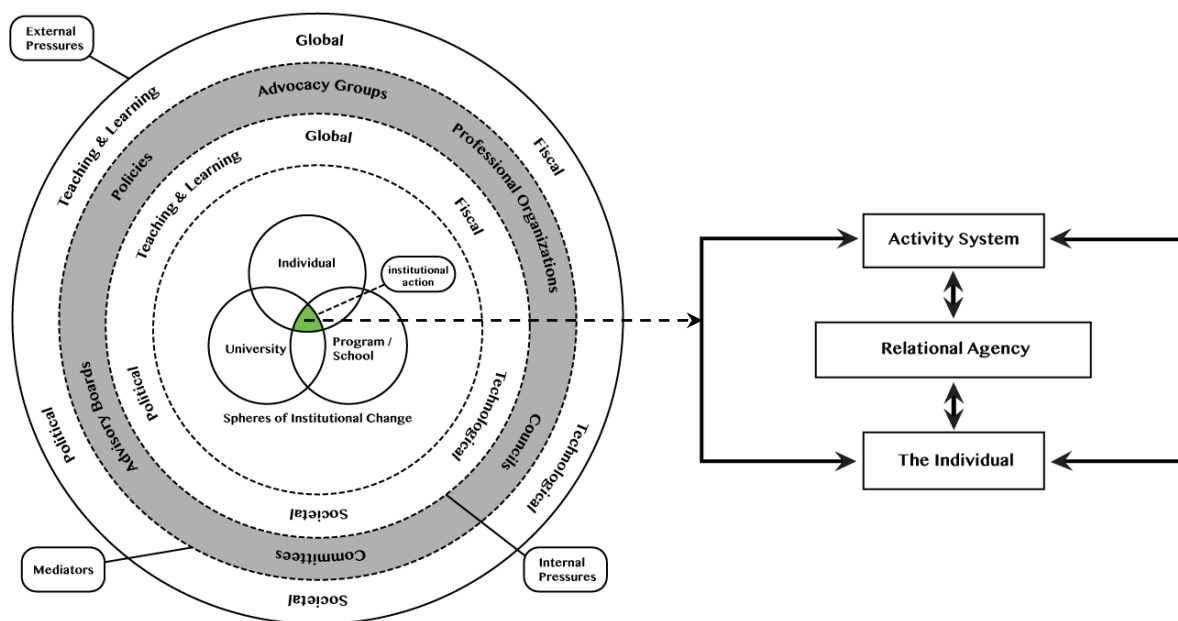 External
Pressures
Global
Teaching & Learning
Fiscal
Political
Technological
Societal
Advocacy Groups
Policies
Professional Organizations
Advisory Boards
Councils
Committees
Global
Teaching & Learning
Fiscal
Political
Technological
Societal
Individual
institutional
action
University
Program /
School
Spheres of Institutional Change
Mediators
Internal
Pressures
Activity System
Relational Agency
The Individual